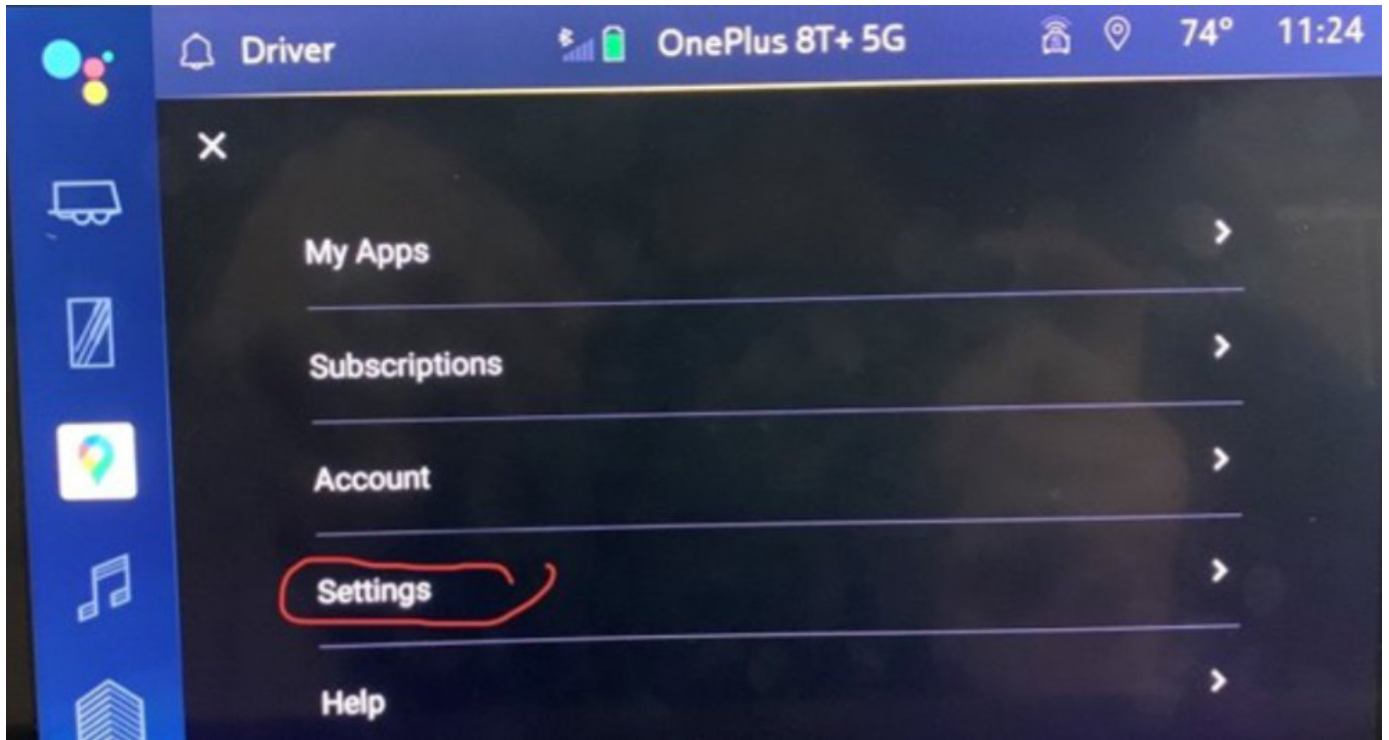 Driver OnePlus 8T+ 5G 74° 11:24
My Apps
Subscriptions
Account
Settings
Help